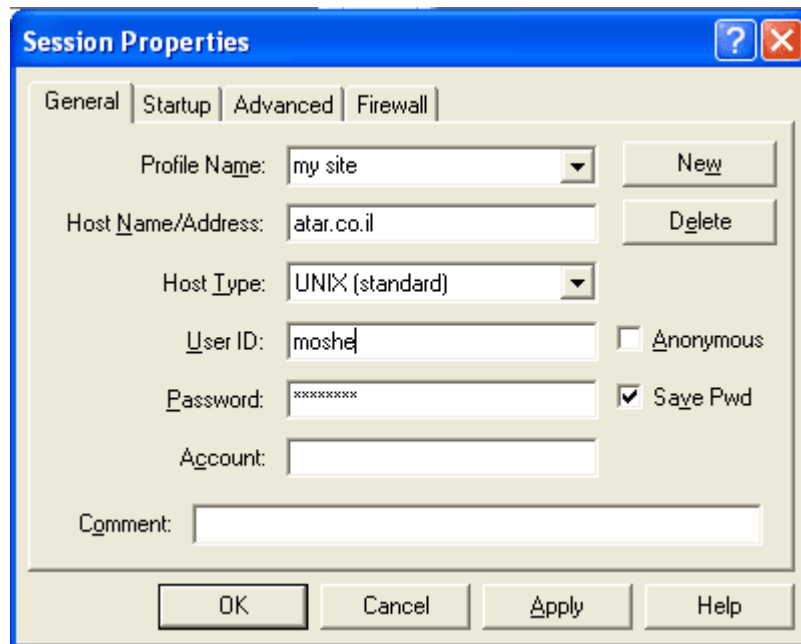 Session Properties
General Startup Advanced Firewall
Profile Name: my site New
Host Name/Address: atar.co.il Delete
Host Type: UNIX (standard)
User ID: moshe Anonymous
Password: ******** Save Pwd
Account:
Comment:
OK Cancel Apply Help